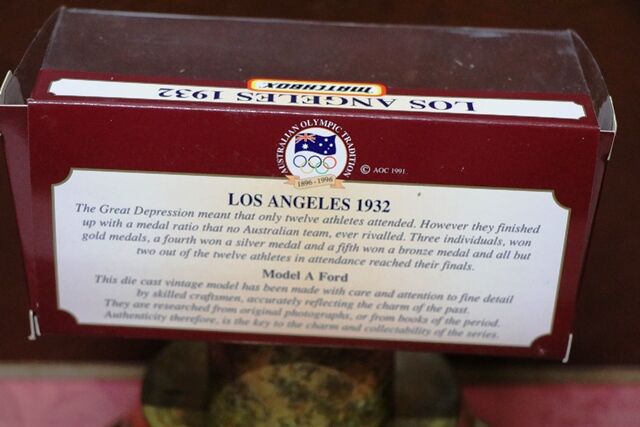 MATCHBOX
LOS ANGELES 1932 LOS ANGELES 1932
AUSTRALIAN OLYMPIC TRADITION
1896 - 1996
© AOC 1991
LOS ANGELES 1932
The Great Depression meant that only twelve athletes attended. However they finished
up with a medal ratio that no Australian team, ever rivalled. Three individuals, won
gold medals, a fourth won a silver medal and a fifth won a bronze medal and all but
two out of the twelve athletes in attendance reached their finals.
Model A Ford
This die cast vintage model has been made with care and attention to fine detail
by skilled craftsmen, accurately reflecting the charm of the past.
They are researched from original photographs, or from books of the period.
Authenticity therefore, is the key to the charm and collectability of the series.